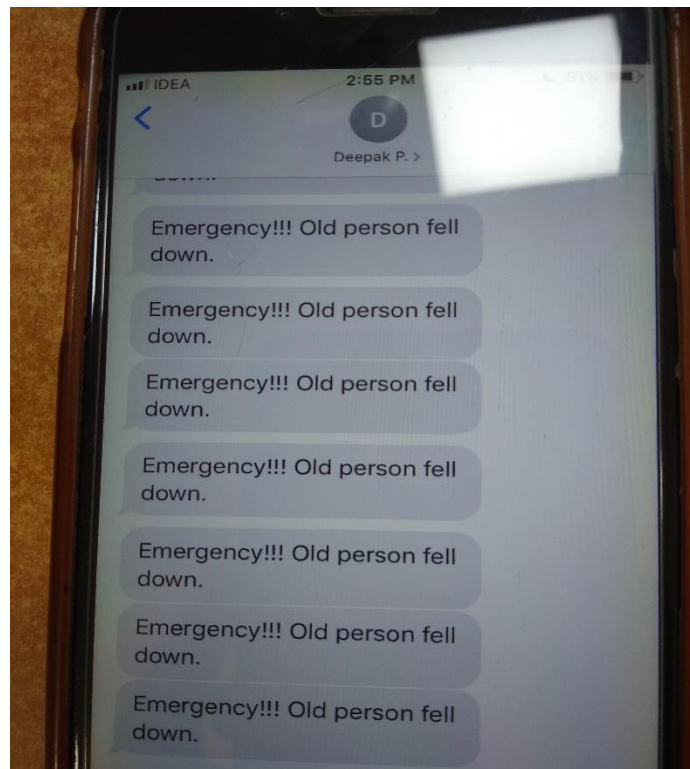 IDEA 2:55 PM 81%
D
Deepak P. >
down.
Emergency!!! Old person fell
down.
Emergency!!! Old person fell
down.
Emergency!!! Old person fell
down.
Emergency!!! Old person fell
down.
Emergency!!! Old person fell
down.
Emergency!!! Old person fell
down.
Emergency!!! Old person fell
down.